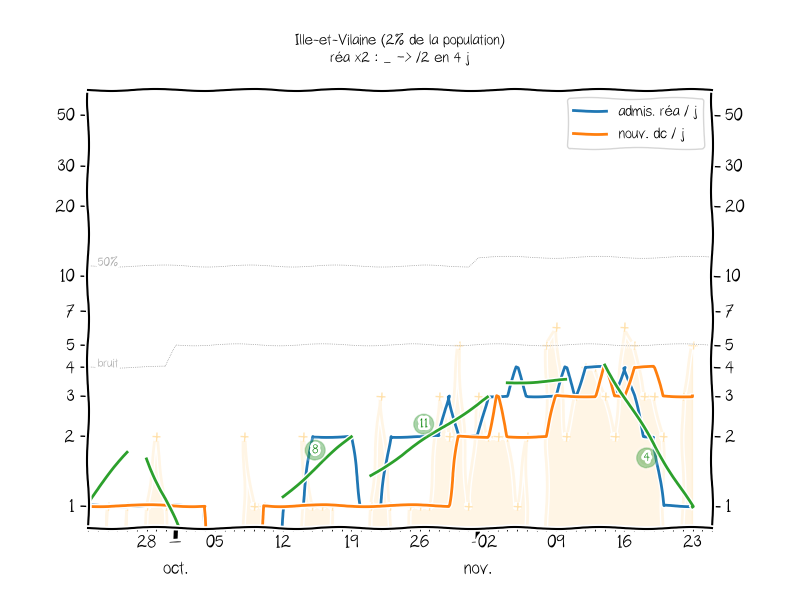 Ille-et-Vilaine (2% de la population)
réa x2 : _ -> /2 en 4 j
admis. réa / j
nouv. dc / j
50 50
30 30
20 20
50%
10 10
7 7
bruit
5 5
4 4
3 3
11
2 2
8
4
1 1
28 05 12 19 26 02 09 16 23
oct. nov.